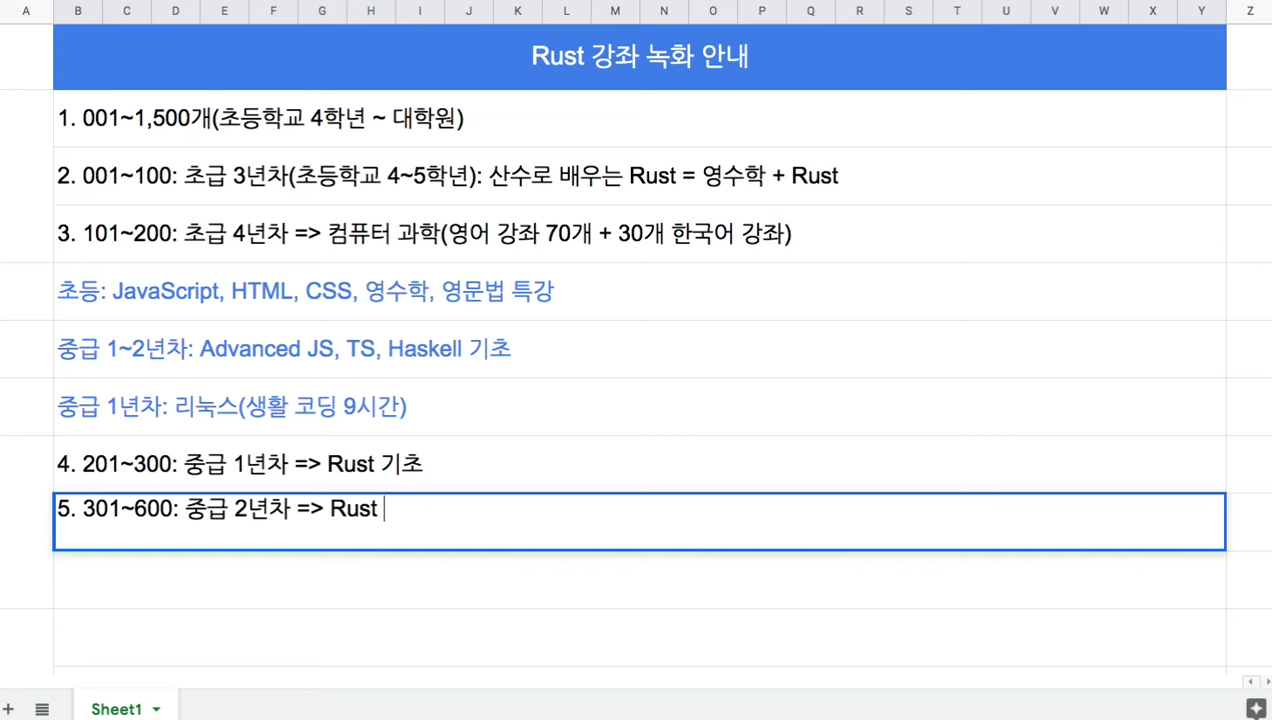 A B C D E F G H I J K L M N O P Q R S T U V W X Y Z
Rust 강좌 녹화 안내
1. 001~1,500개(초등학교 4학년 ~ 대학원)
2. 001~100: 초급 3년차(초등학교 4~5학년): 산수로 배우는 Rust = 영수학 + Rust
3. 101~200: 초급 4년차 => 컴퓨터 과학(영어 강좌 70개 + 30개 한국어 강좌)
초등: JavaScript, HTML, CSS, 영수학, 영문법 특강
중급 1~2년차: Advanced JS, TS, Haskell 기초
중급 1년차: 리눅스(생활 코딩 9시간)
4. 201~300: 중급 1년차 => Rust 기초
5. 301~600: 중급 2년차 => Rust
Sheet1